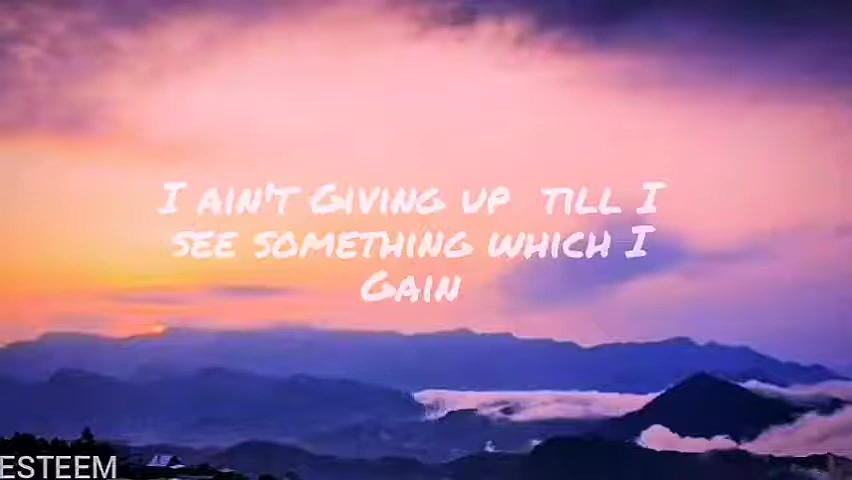 I AIN'T GIVING UP TILL I
SEE SOMETHING WHICH I
GAIN
ESTEEM